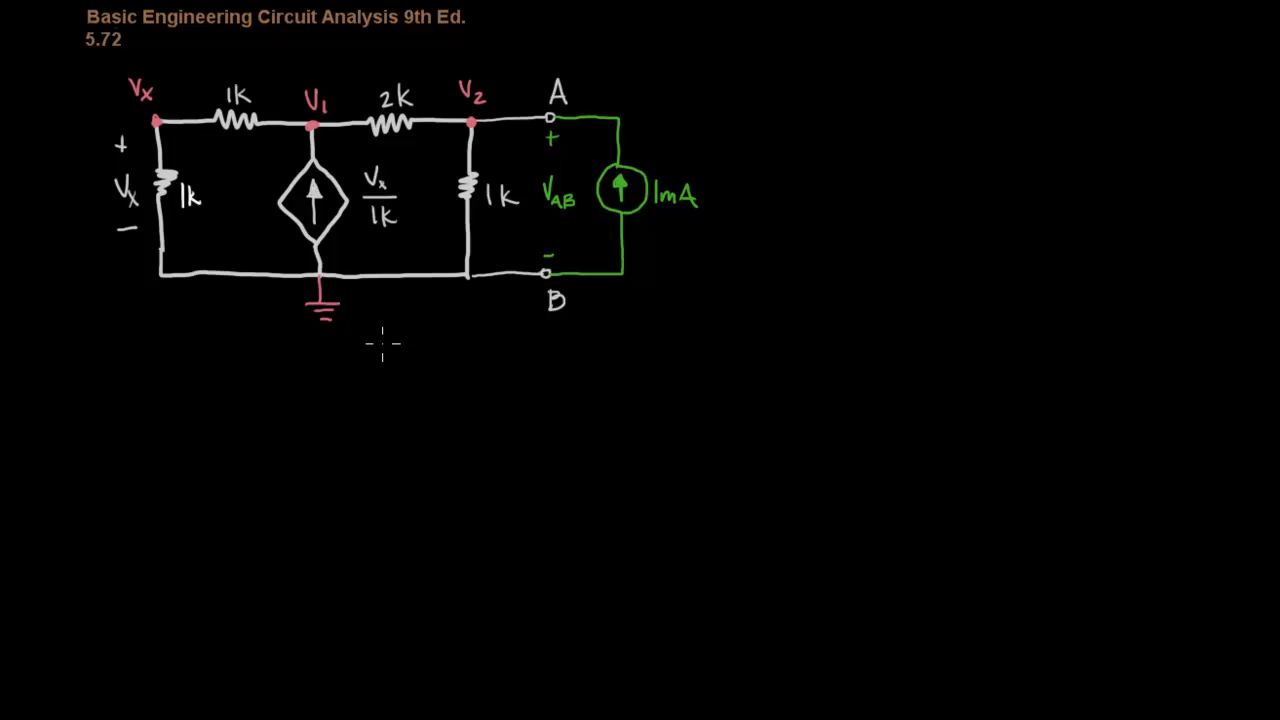 Basic Engineering Circuit Analysis 9th Ed.
5.72
Vx 1k V1 2k V2 A
+ +
Vx 1k Vx/1k 1k VAB 1mA
- -
B